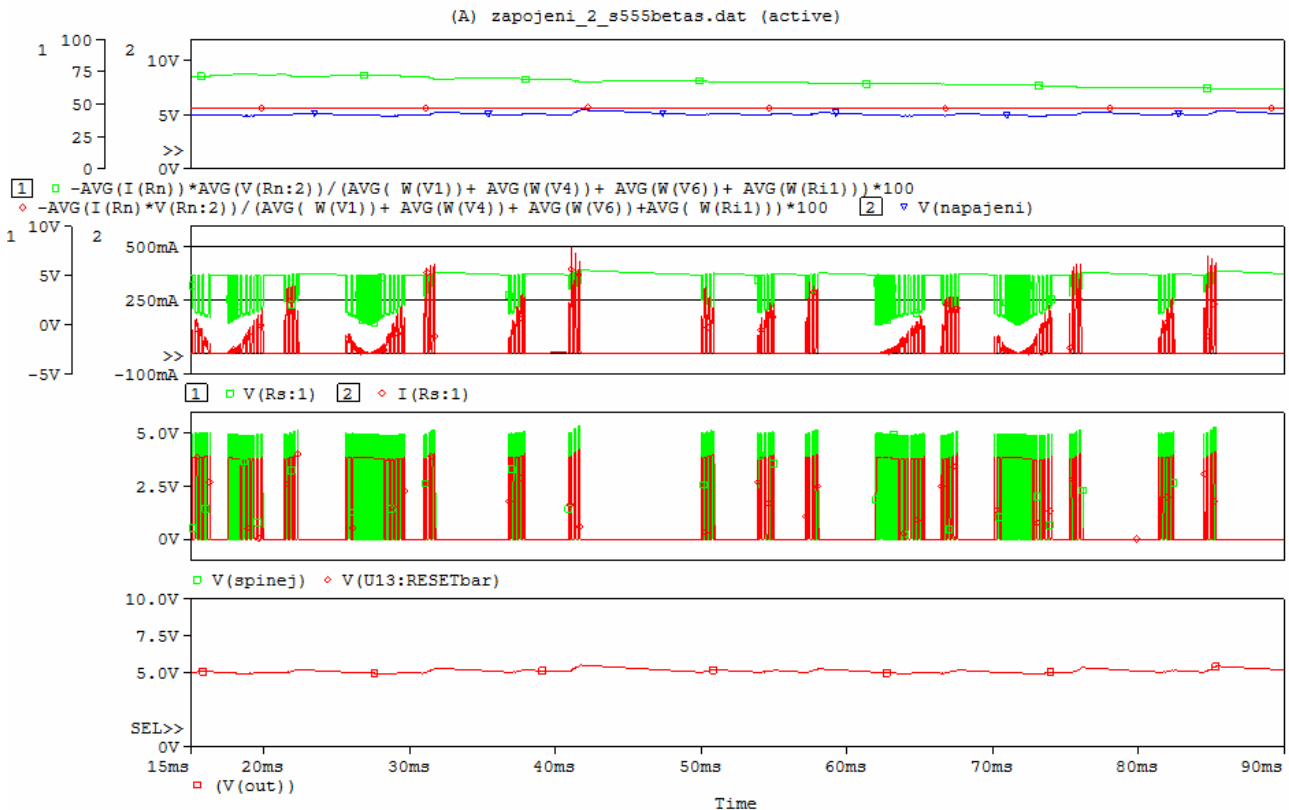 (A) zapojeni_2_s555betas.dat (active)
1 100 2 10V
75
50 5V
25
>>
0 0V
1 -AVG(I(Rn))*AVG(V(Rn:2))/(AVG( W(V1))+ AVG(W(V4))+ AVG(W(V6))+ AVG(W(Ri1)))*100
-AVG(I(Rn)*V(Rn:2))/(AVG( W(V1))+ AVG(W(V4))+ AVG(W(V6))+AVG( W(Ri1)))*100 2 V(napajeni)
1 10V 2
500mA
5V
250mA
0V
>>
-5V -100mA
1 V(Rs:1) 2 I(Rs:1)
5.0V
2.5V
0V
V(spinej) V(U13:RESETbar)
10.0V
7.5V
5.0V
SEL>>
0V
15ms 20ms 30ms 40ms 50ms 60ms 70ms 80ms 90ms
(V(out))
Time